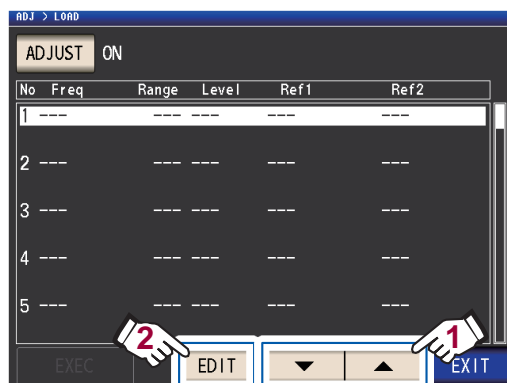 ADJ > LOAD
ADJUST ON
No Freq Range Level Ref1 Ref2
1 --- --- --- --- ---
2 --- --- --- --- ---
3 --- --- --- --- ---
4 --- --- --- --- ---
5 --- --- --- --- ---
2 1
EXEC EDIT ▼ ▲ EXIT